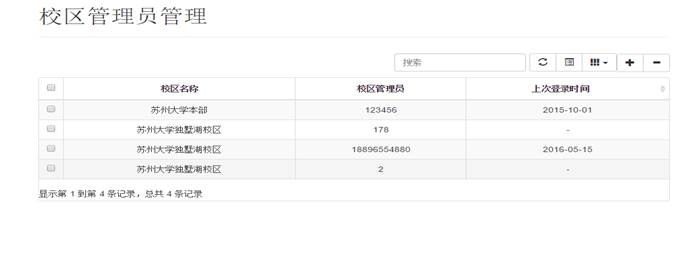 校区管理员管理
搜索
校区名称 校区管理员 上次登录时间
苏州大学本部 123456 2015-10-01
苏州大学独墅湖校区 178 -
苏州大学独墅湖校区 18896554880 2016-05-15
苏州大学独墅湖校区 2 -
显示第 1 到第 4 条记录，总共 4 条记录